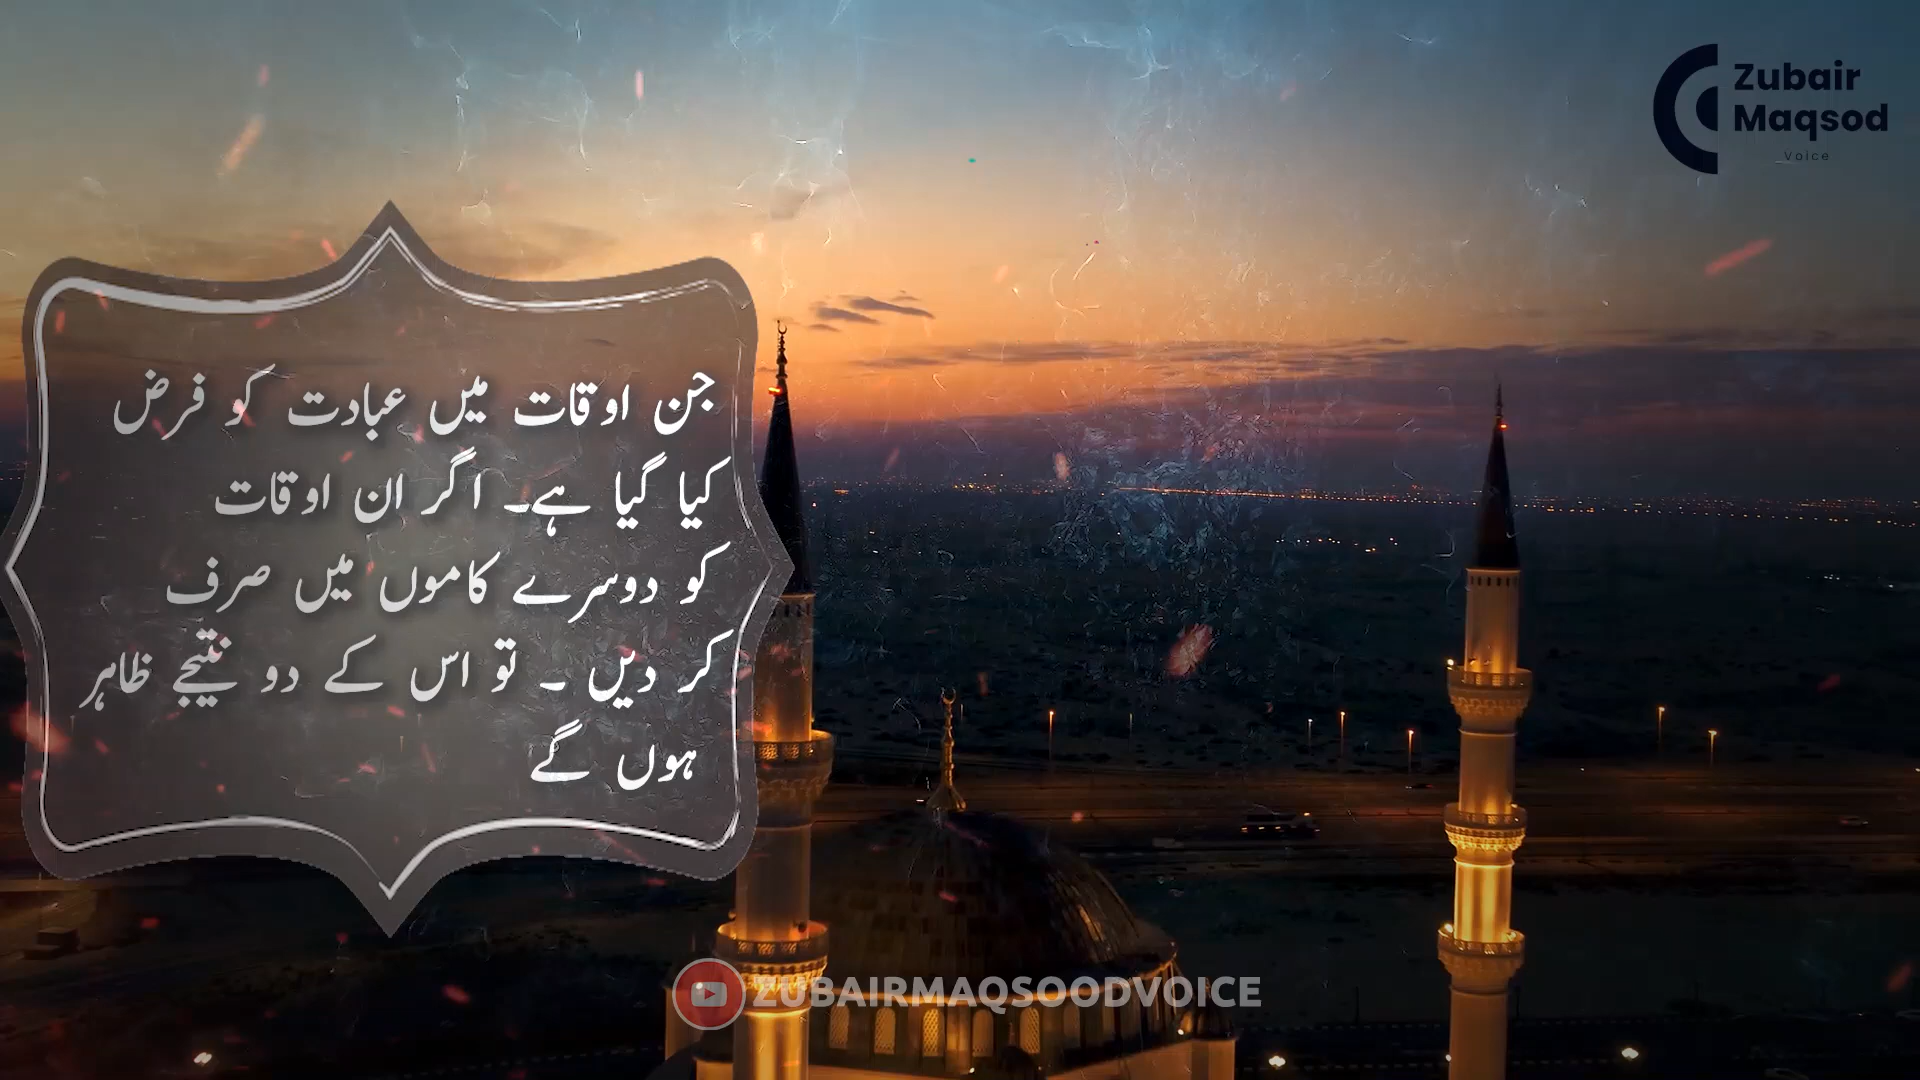 Zubair
Maqsod
Voice
جن اوقات میں عبادت کو فرض
کیا گیا ہے۔ اگر ان اوقات
کو دوسرے کاموں میں صرف
کر دیں ۔ تو اس کے دو نتیجے ظاہر
ہوں گے
ZUBAIRMAQSOODVOICE